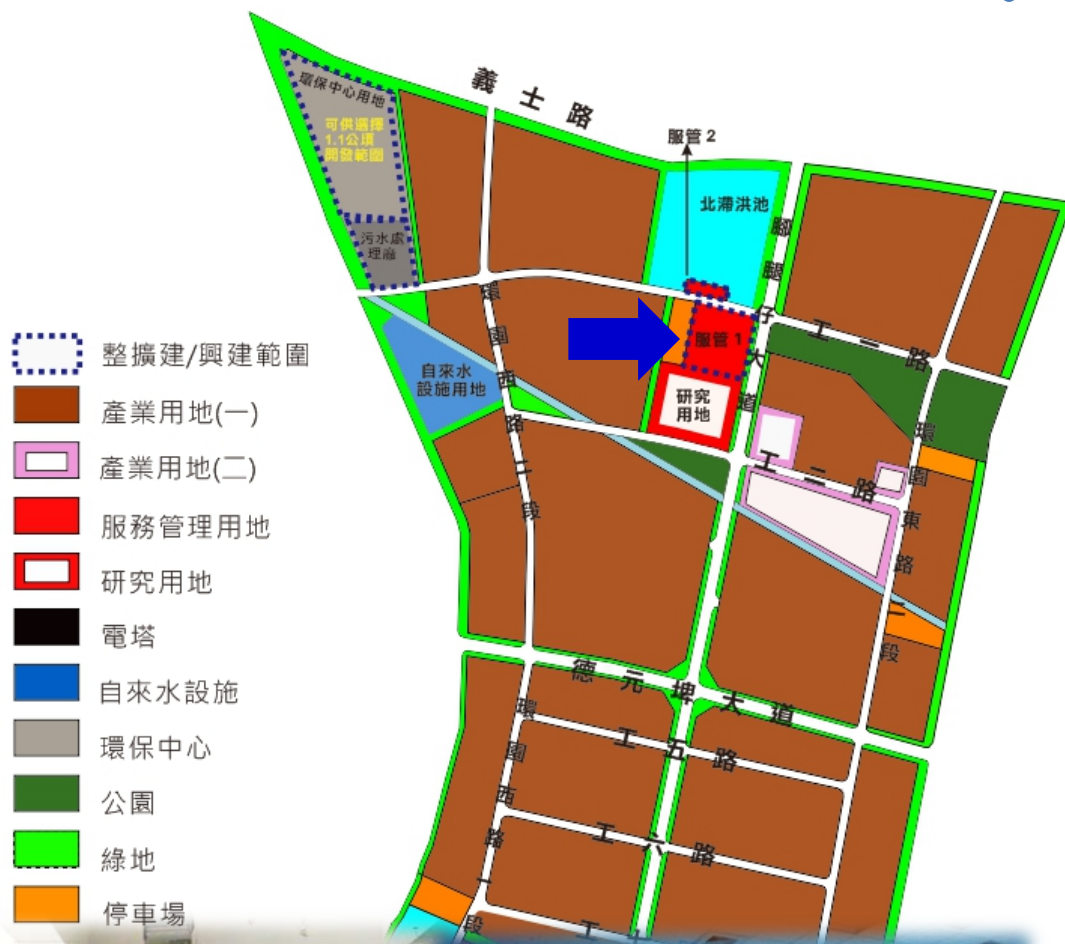 義士路
環保中心用地
可供選擇
1.1公頃
開發範圍
污水處
理廠
服管 2
北滯洪池
服管 1
研究
用地
自來水
設施用地
腳腿仔大道
工一路
工二路
環園西路二段
環園東路二段
德元埤大道
工五路
工六路
環園西路一段
工
整擴建/興建範圍
產業用地(一)
產業用地(二)
服務管理用地
研究用地
電塔
自來水設施
環保中心
公園
綠地
停車場